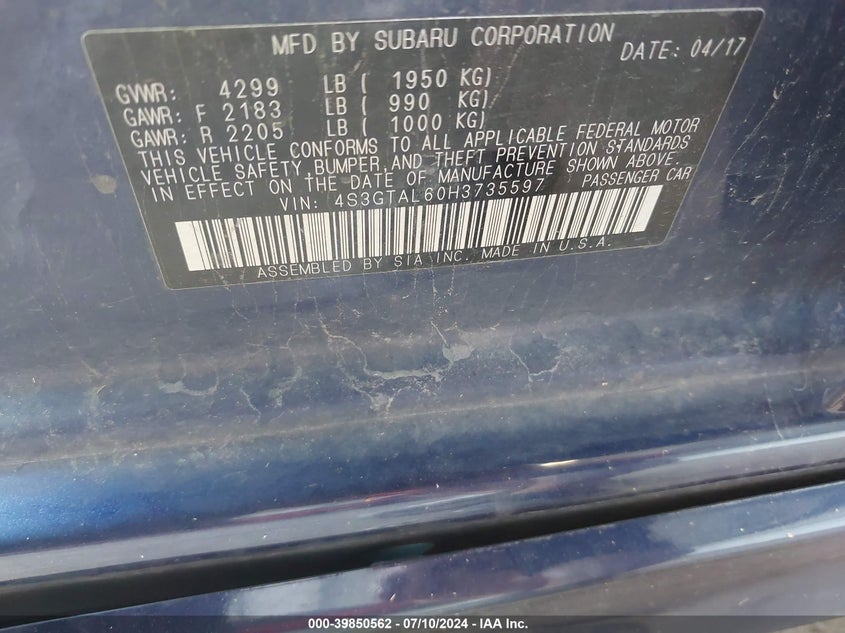 MFD BY SUBARU CORPORATION DATE: 04/17
GVWR: 4299 LB ( 1950 KG)
GAWR: F 2183 LB ( 990 KG)
GAWR: R 2205 LB ( 1000 KG)
THIS VEHICLE CONFORMS TO ALL APPLICABLE FEDERAL MOTOR
VEHICLE SAFETY,BUMPER,AND THEFT PREVENTION STANDARDS
IN EFFECT ON THE DATE OF MANUFACTURE SHOWN ABOVE.
VIN: 4S3GTAL60H3735597 PASSENGER CAR
ASSEMBLED BY SIA INC. MADE IN U.S.A.
000-39850562 - 07/10/2024 - IAA Inc.